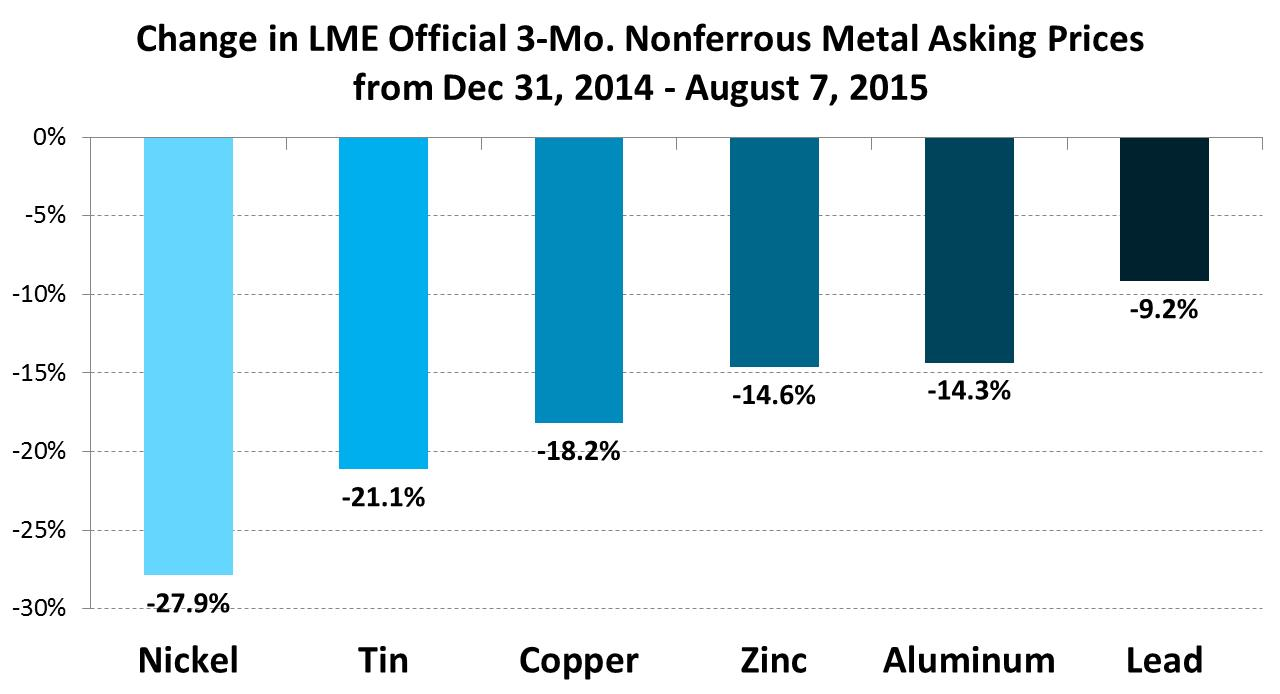 Change in LME Official 3-Mo. Nonferrous Metal Asking Prices
from Dec 31, 2014 - August 7, 2015
0%
-5%
-10%
-15%
-20%
-25%
-30%
-27.9%
-21.1%
-18.2%
-14.6%
-14.3%
-9.2%
Nickel
Tin
Copper
Zinc
Aluminum
Lead